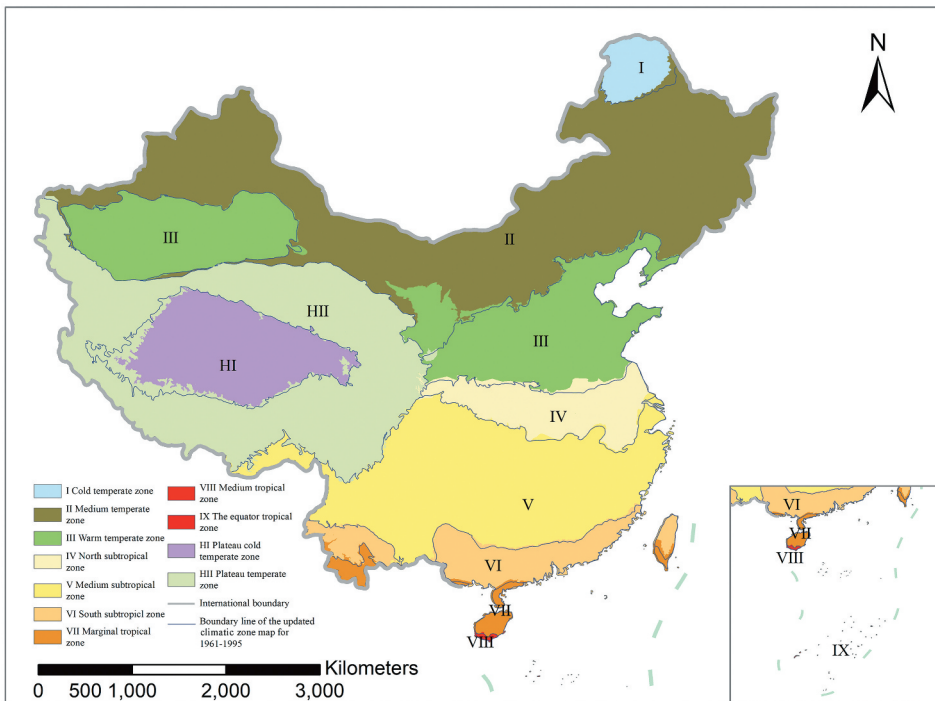 N
I
II
III
HII
III
HI
IV
V
VI
VII
VIII
I Cold temperate zone
II Medium temperate zone
III Warm temperate zone
IV North subtropical
zone
V Medium subtropical
zone
VI South subtropicl zone
VII Marginal tropical
zone
VIII Medium tropical
zone
IX The equator tropical
zone
HI Plateau cold
temperate zone
HII Plateau temperate
zone
International boundary
Boundary line of the updated
climatic zone map for
1961-1995
Kilometers
0 500 1,000 2,000 3,000
VI
VII
VIII
IX